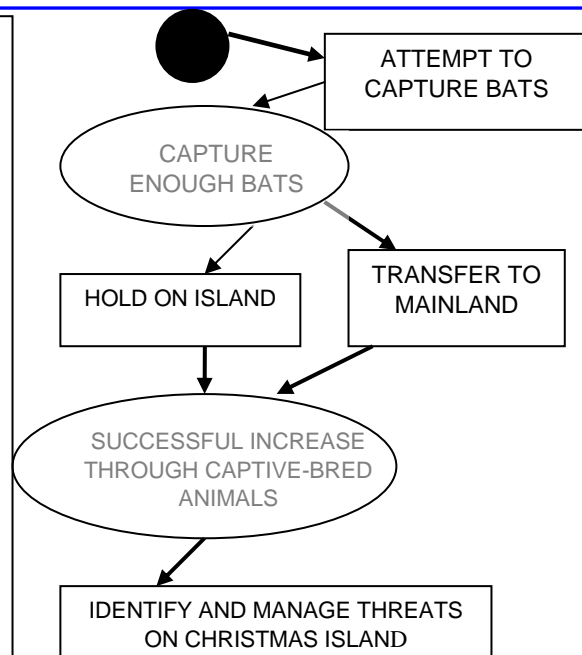 ATTEMPT TO
CAPTURE BATS
CAPTURE
ENOUGH BATS
HOLD ON ISLAND
TRANSFER TO
MAINLAND
SUCCESSFUL INCREASE
THROUGH CAPTIVE-BRED
ANIMALS
IDENTIFY AND MANAGE THREATS
ON CHRISTMAS ISLAND